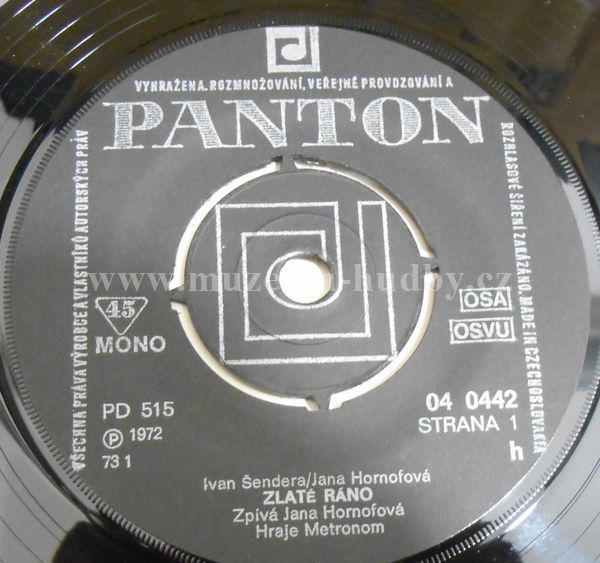 VYHRAŽENA. ROZMNOŽOVÁNÍ, VEŘEJNÉ PROVOZOVÁNÍ A
PANTON
VŠECHNA PRÁVA VÝROBCE A VLASTNÍKŮ AUTORSKÝCH PRÁV
ROZHLASOVÉ ŠÍŘENÍ ZAKÁZÁNO. MADE IN CZECHOSLOVAKIA
www.muzeum-hudby.cz
45
MONO
OSA
OSVU
PD 515
04 0442
Ⓟ 1972
STRANA 1
73 1
h
Ivan Šendera/Jana Hornofová
ZLATÉ RÁNO
Zpívá Jana Hornofová
Hraje Metronom